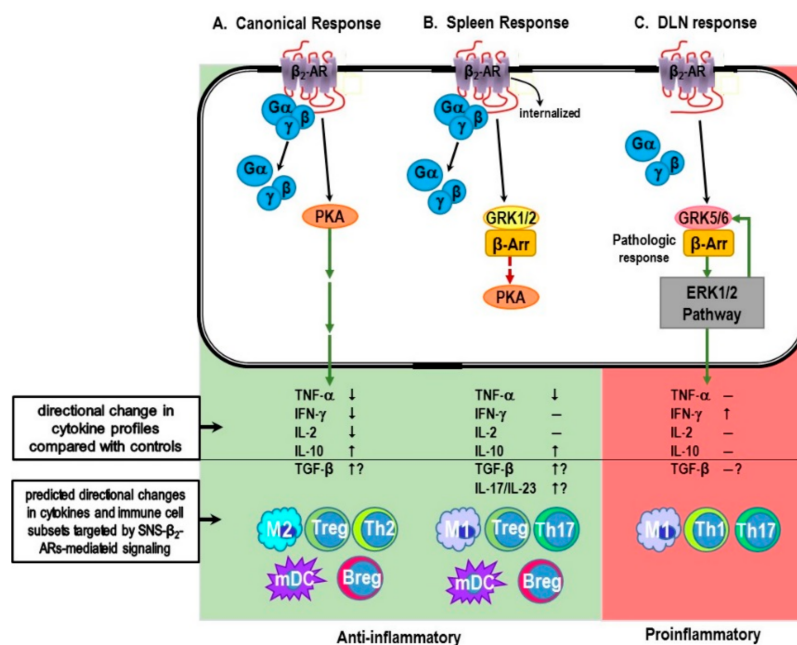 A. Canonical Response
B. Spleen Response
C. DLN response
β₂-AR
β₂-AR
β₂-AR
Gα
γ
β
Gα
γ
β
internalized
Gα
γ
β
Gα
γ
β
Gα
γ
β
PKA
GRK1/2
β-Arr
PKA
GRK5/6
β-Arr
Pathologic
response
ERK1/2
Pathway
directional change in
cytokine profiles
compared with controls
TNF-α ↓
IFN-γ ↓
IL-2 ↓
IL-10 ↑
TGF-β ↑?
TNF-α ↓
IFN-γ –
IL-2 –
IL-10 ↑
TGF-β ↑?
IL-17/IL-23 ↑?
TNF-α –
IFN-γ ↑
IL-2 –
IL-10 –
TGF-β –?
predicted directional changes
in cytokines and immune cell
subsets targeted by SNS-β₂-
ARs-mediateid signaling
M2
Treg
Th2
mDC
Breg
M1
Treg
Th17
mDC
Breg
M1
Th1
Th17
Anti-inflammatory
Proinflammatory